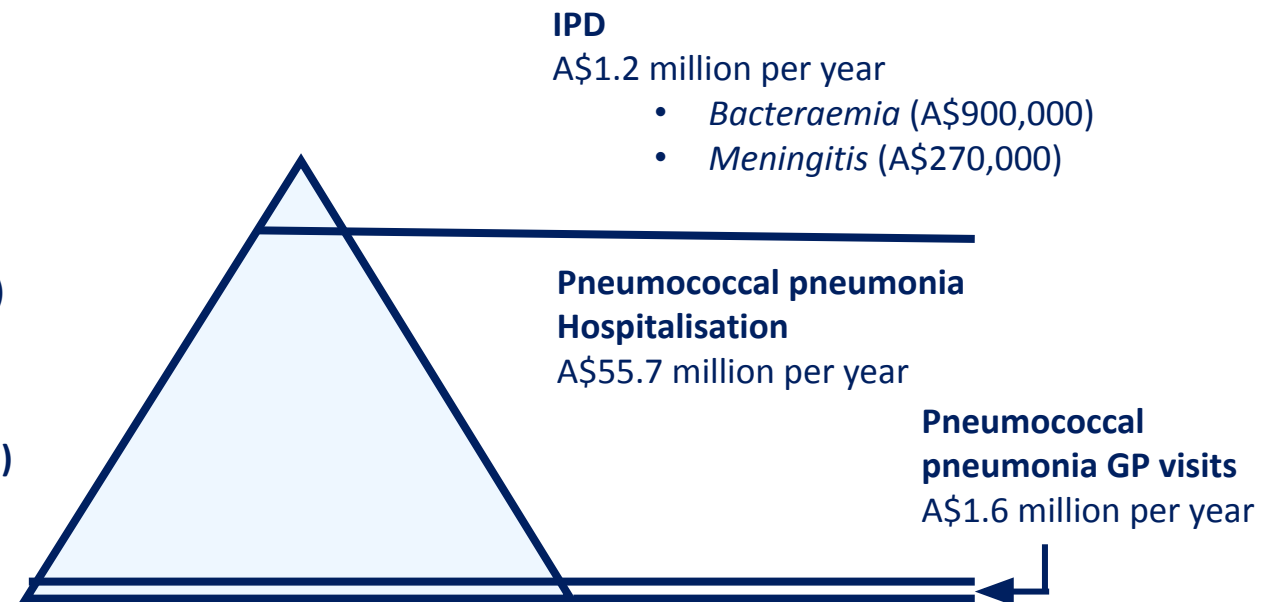 IPD
A$1.2 million per year
• Bacteraemia (A$900,000)
• Meningitis (A$270,000)
)
Pneumococcal pneumonia
Hospitalisation
A$55.7 million per year
Pneumococcal
)
pneumonia GP visits
A$1.6 million per year